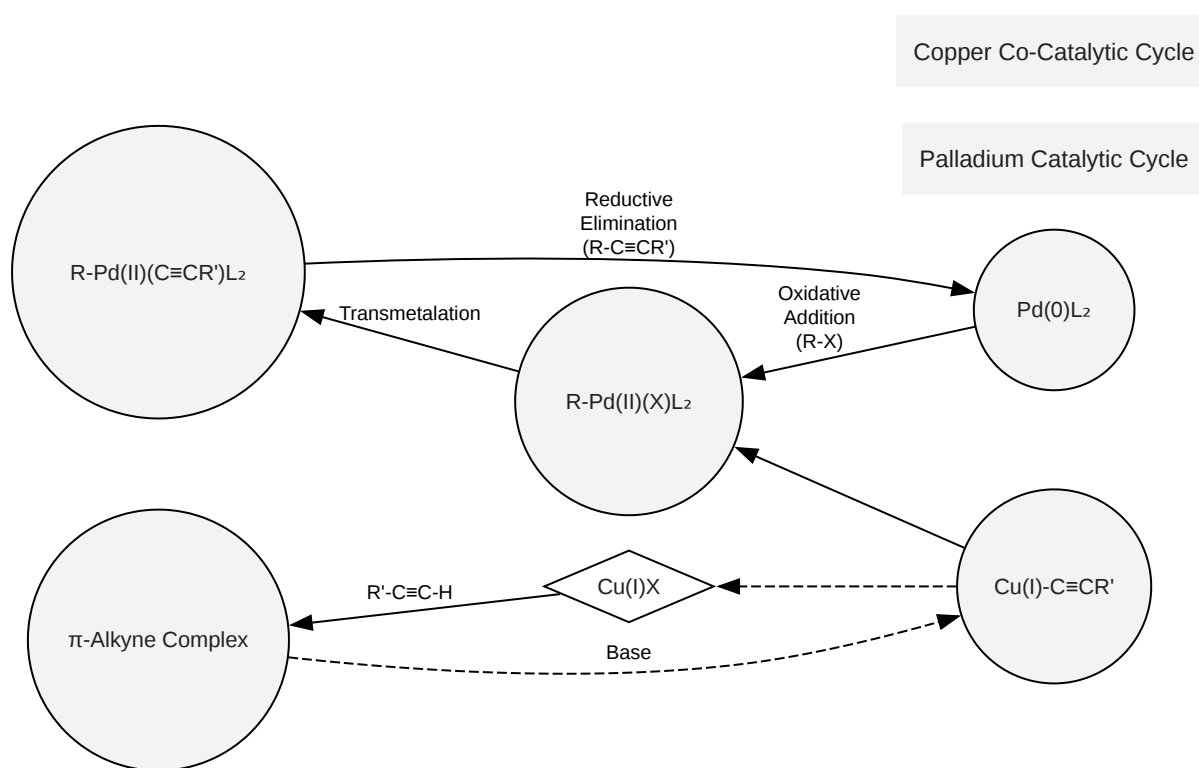 Copper Co-Catalytic Cycle
Palladium Catalytic Cycle
Reductive
Elimination
(R-C≡CR')
R-Pd(II)(C≡CR')L₂
Transmetalation
Oxidative
Addition
(R-X)
Pd(0)L₂
R-Pd(II)(X)L₂
R'-C≡C-H
Cu(I)X
Cu(I)-C≡CR'
π-Alkyne Complex
Base